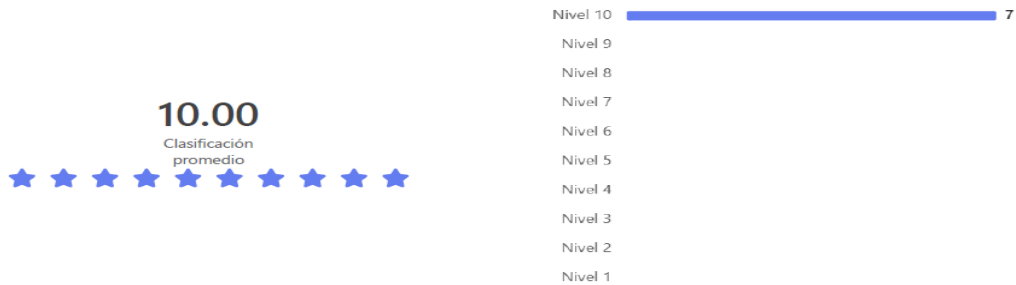 10.00
Clasificación
promedio
Nivel 10 7
Nivel 9
Nivel 8
Nivel 7
Nivel 6
Nivel 5
Nivel 4
Nivel 3
Nivel 2
Nivel 1